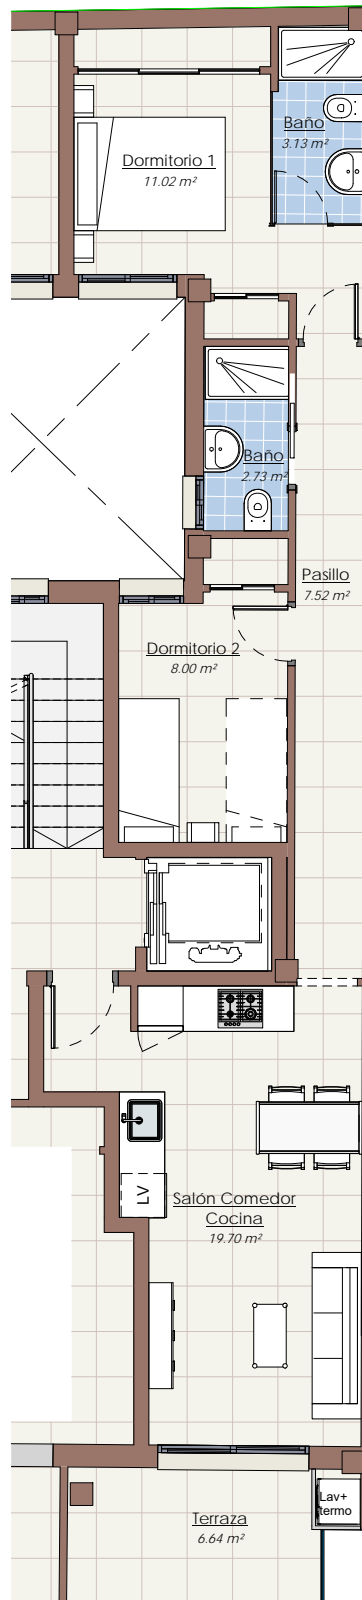 Baño
3.13 m²
Dormitorio 1
11.02 m²
Baño
2.73 m²
Pasillo
7.52 m²
Dormitorio 2
8.00 m²
LV
Salón Comedor
Cocina
19.70 m²
Lav+
termo
Terraza
6.64 m²